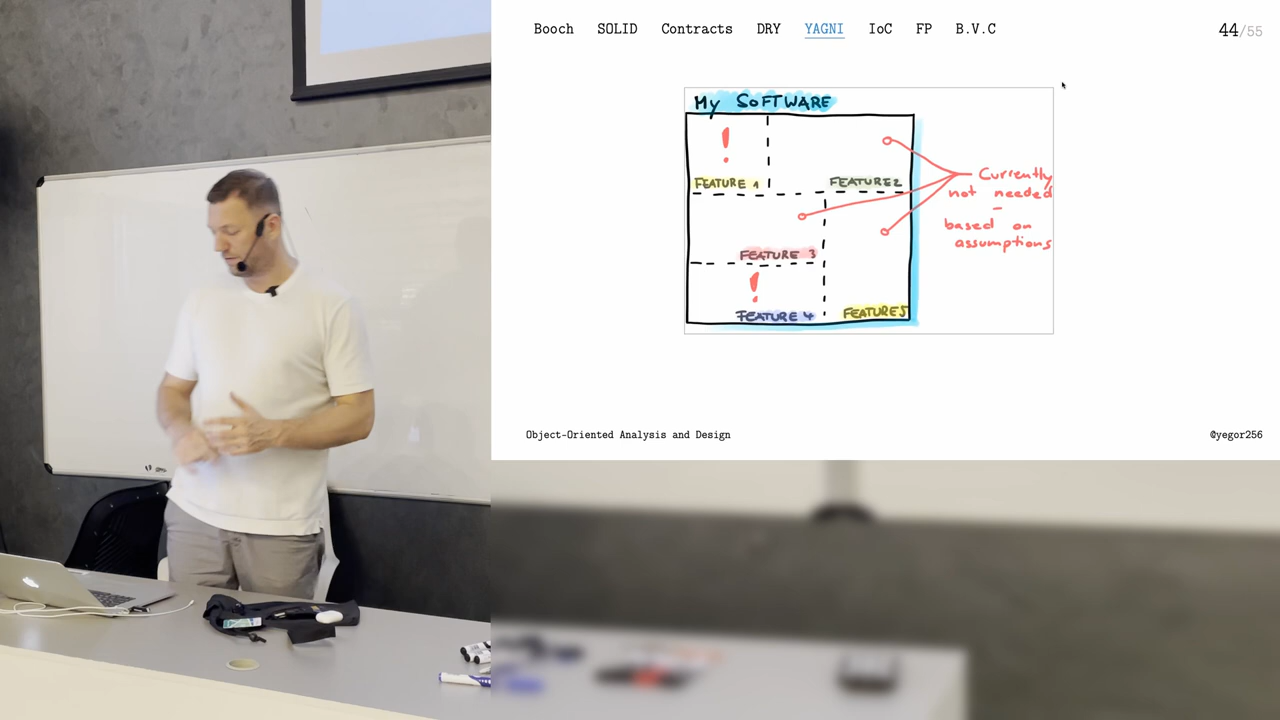 Booch SOLID Contracts DRY YAGNI IoC FP B.V.C 44/55
My SOFTWARE
!
FEATURE 1
FEATURE2
Currently
not needed
–
based on
assumptions
FEATURE 3
!
FEATURE 4
FEATURE5
Object-Oriented Analysis and Design
@yegor256